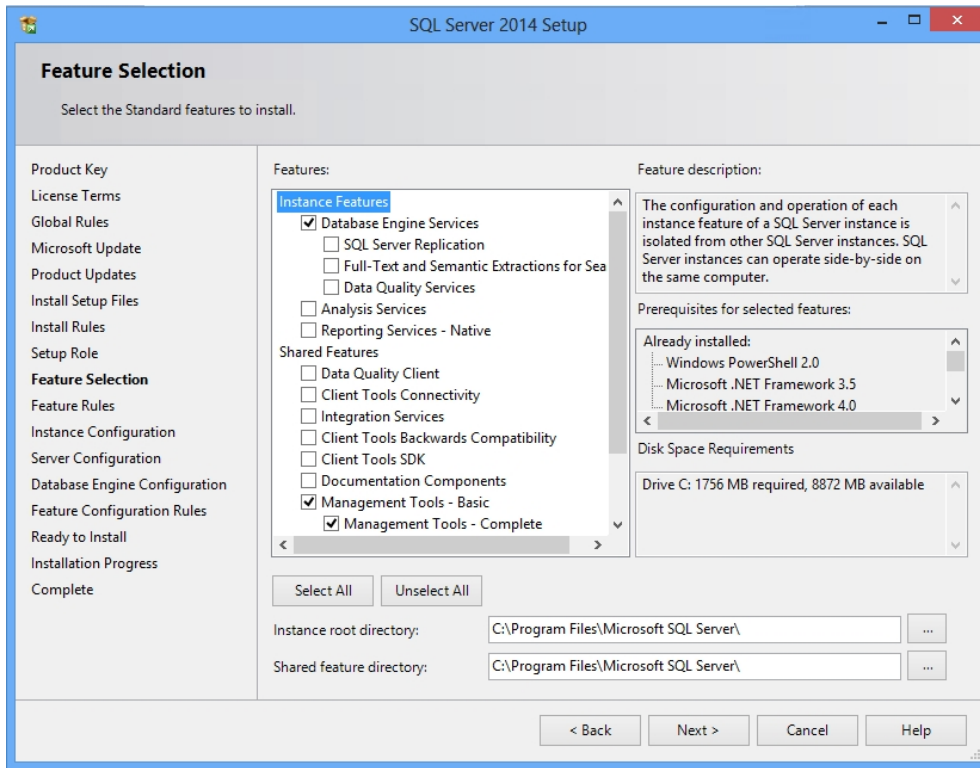 SQL Server 2014 Setup
Feature Selection
Select the Standard features to install.
Product Key
License Terms
Global Rules
Microsoft Update
Product Updates
Install Setup Files
Install Rules
Setup Role
Feature Selection
Feature Rules
Instance Configuration
Server Configuration
Database Engine Configuration
Feature Configuration Rules
Ready to Install
Installation Progress
Complete
Features:
Instance Features
Database Engine Services
SQL Server Replication
Full-Text and Semantic Extractions for Sea
Data Quality Services
Analysis Services
Reporting Services - Native
Shared Features
Data Quality Client
Client Tools Connectivity
Integration Services
Client Tools Backwards Compatibility
Client Tools SDK
Documentation Components
Management Tools - Basic
Management Tools - Complete
Feature description:
The configuration and operation of each
instance feature of a SQL Server instance is
isolated from other SQL Server instances. SQL
Server instances can operate side-by-side on
the same computer.
Prerequisites for selected features:
Already installed:
Windows PowerShell 2.0
Microsoft .NET Framework 3.5
Microsoft .NET Framework 4.0
Disk Space Requirements
Drive C: 1756 MB required, 8872 MB available
Select All
Unselect All
Instance root directory:
C:\Program Files\Microsoft SQL Server\
...
Shared feature directory:
C:\Program Files\Microsoft SQL Server\
...
< Back
Next >
Cancel
Help